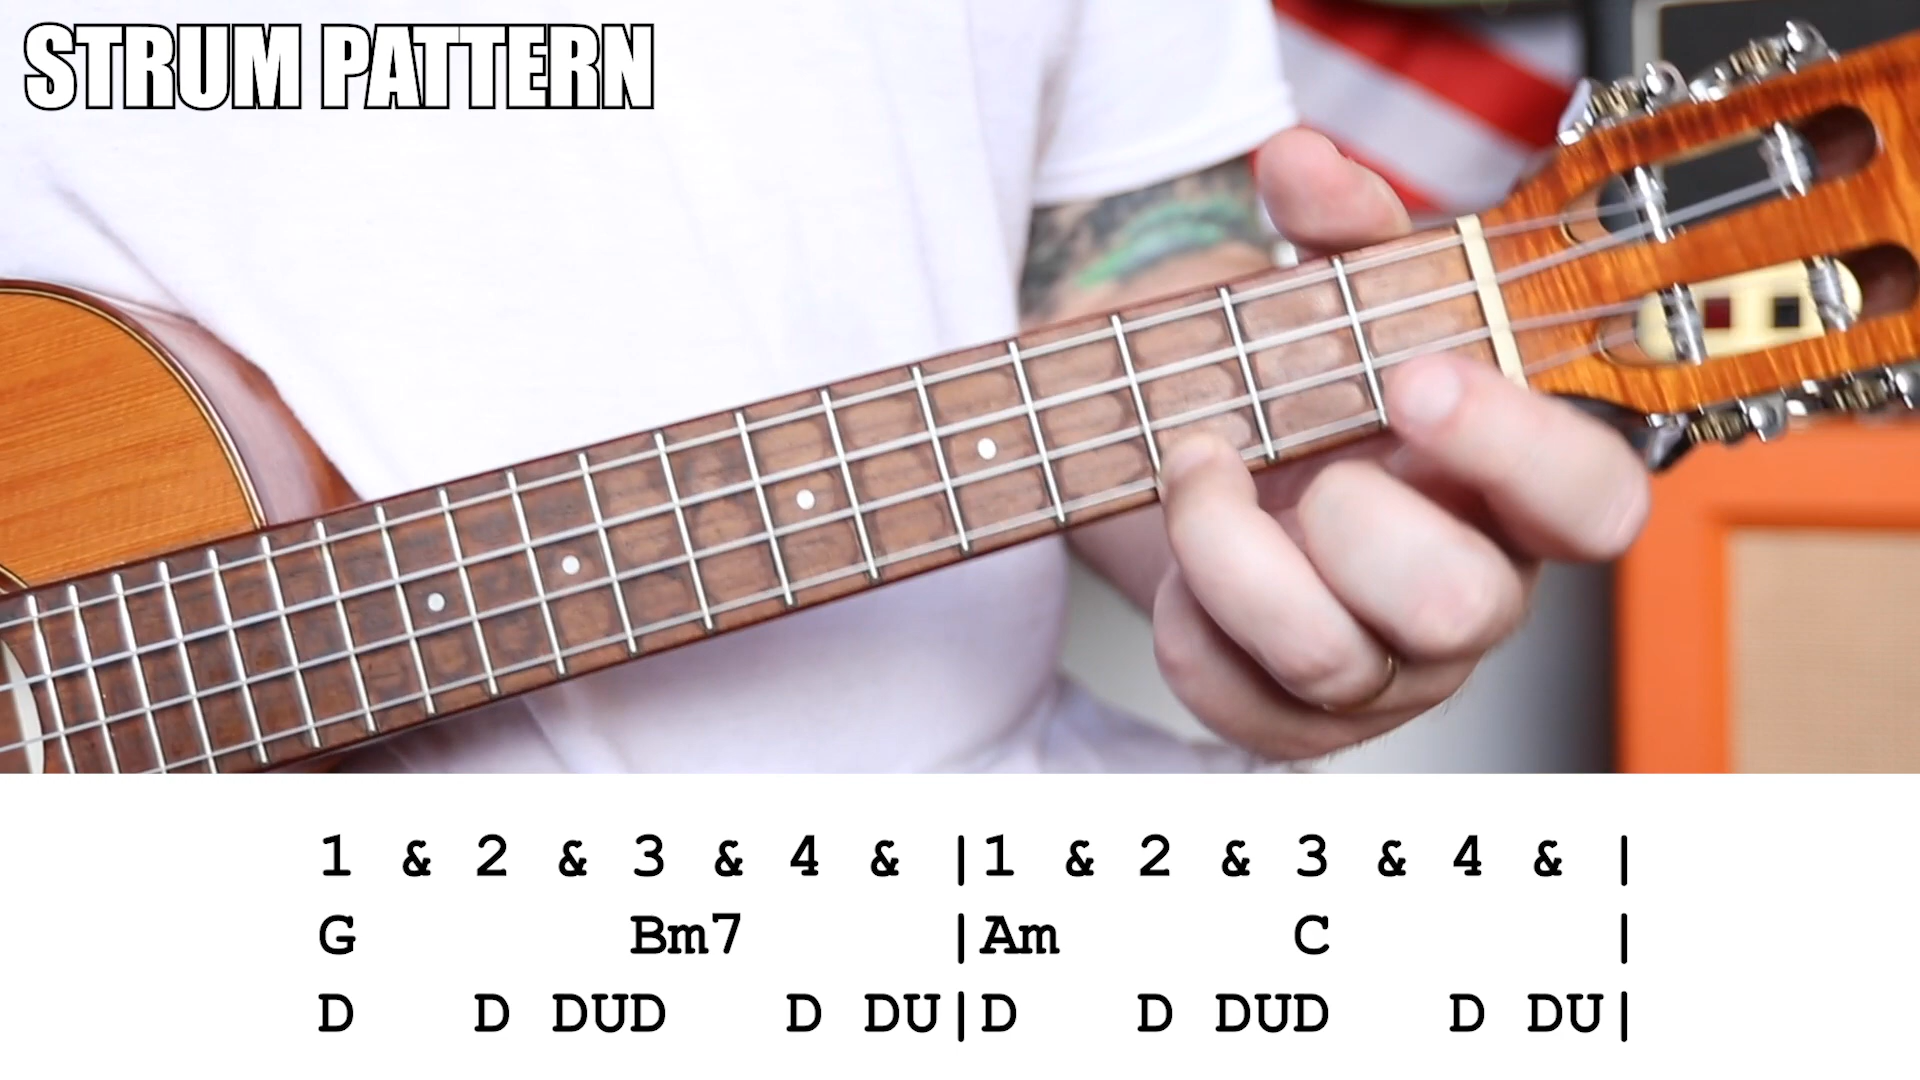 STRUM PATTERN
1 & 2 & 3 & 4 & |1 & 2 & 3 & 4 & |
G Bm7 |Am C |
D D DUD D DU|D D DUD D DU|